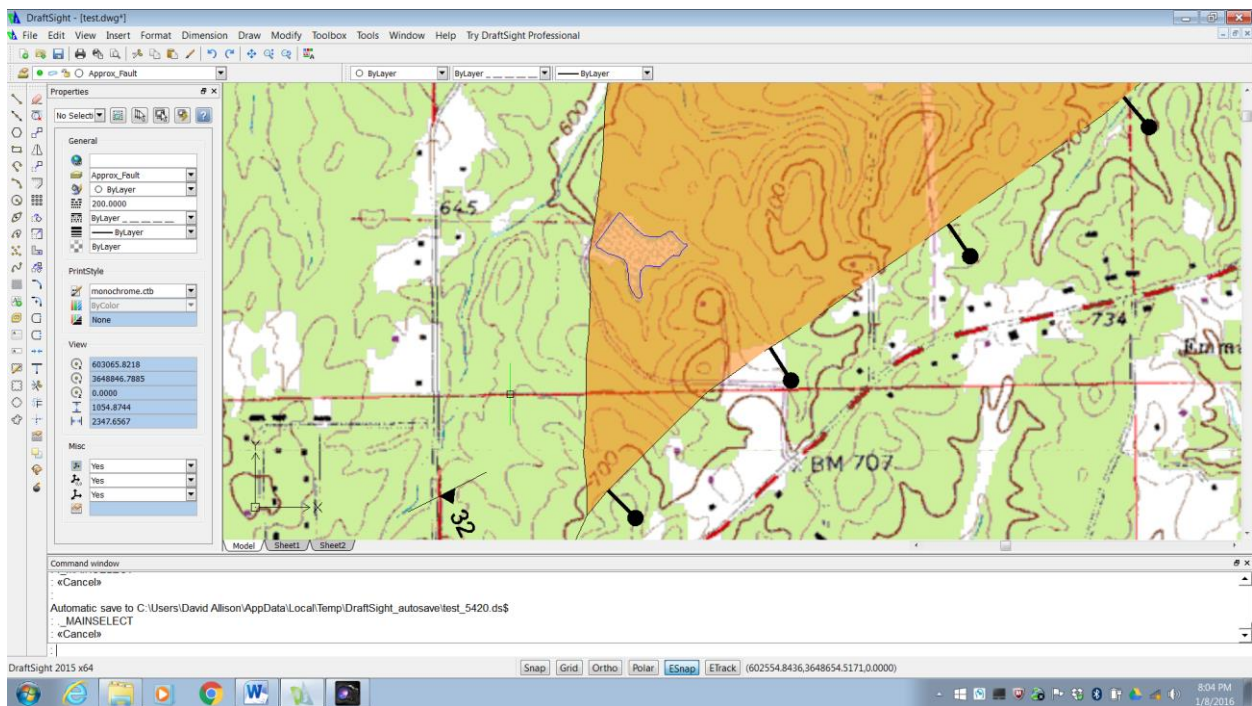 DraftSight - [test.dwg*]
File Edit View Insert Format Dimension Draw Modify Toolbox Tools Window Help Try DraftSight Professional
Approx_Fault ByLayer ByLayer ByLayer
Properties
No Selecti
General
Approx_Fault
ByLayer
200.0000
ByLayer
ByLayer
ByLayer
PrintStyle
monochrome.ctb
ByColor
None
View
603065.8218
3648846.7885
0.0000
1054.8744
2347.6567
Misc
Yes
Yes
Yes
600
645
700
700
734
Emma
BM 707
700
32
Y
X
Model Sheet1 Sheet2
Command window
: «Cancel»
:
Automatic save to C:\Users\David Allison\AppData\Local\Temp\DraftSight_autosave\test_5420.ds$
: ._MAINSELECT
: «Cancel»
:
DraftSight 2015 x64 Snap Grid Ortho Polar ESnap ETrack (602554.8436,3648654.5171,0.0000)
8:04 PM
1/8/2016